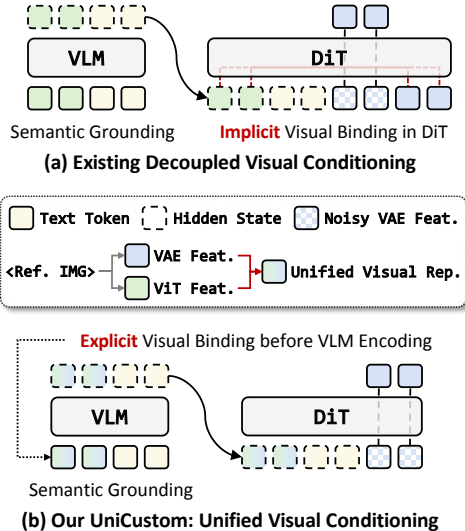 VLM
DiT
Semantic Grounding
Implicit Visual Binding in DiT
(a) Existing Decoupled Visual Conditioning
Text Token
Hidden State
Noisy VAE Feat.
<Ref. IMG>
VAE Feat.
ViT Feat.
Unified Visual Rep.
Explicit Visual Binding before VLM Encoding
VLM
DiT
Semantic Grounding
(b) Our UniCustom: Unified Visual Conditioning